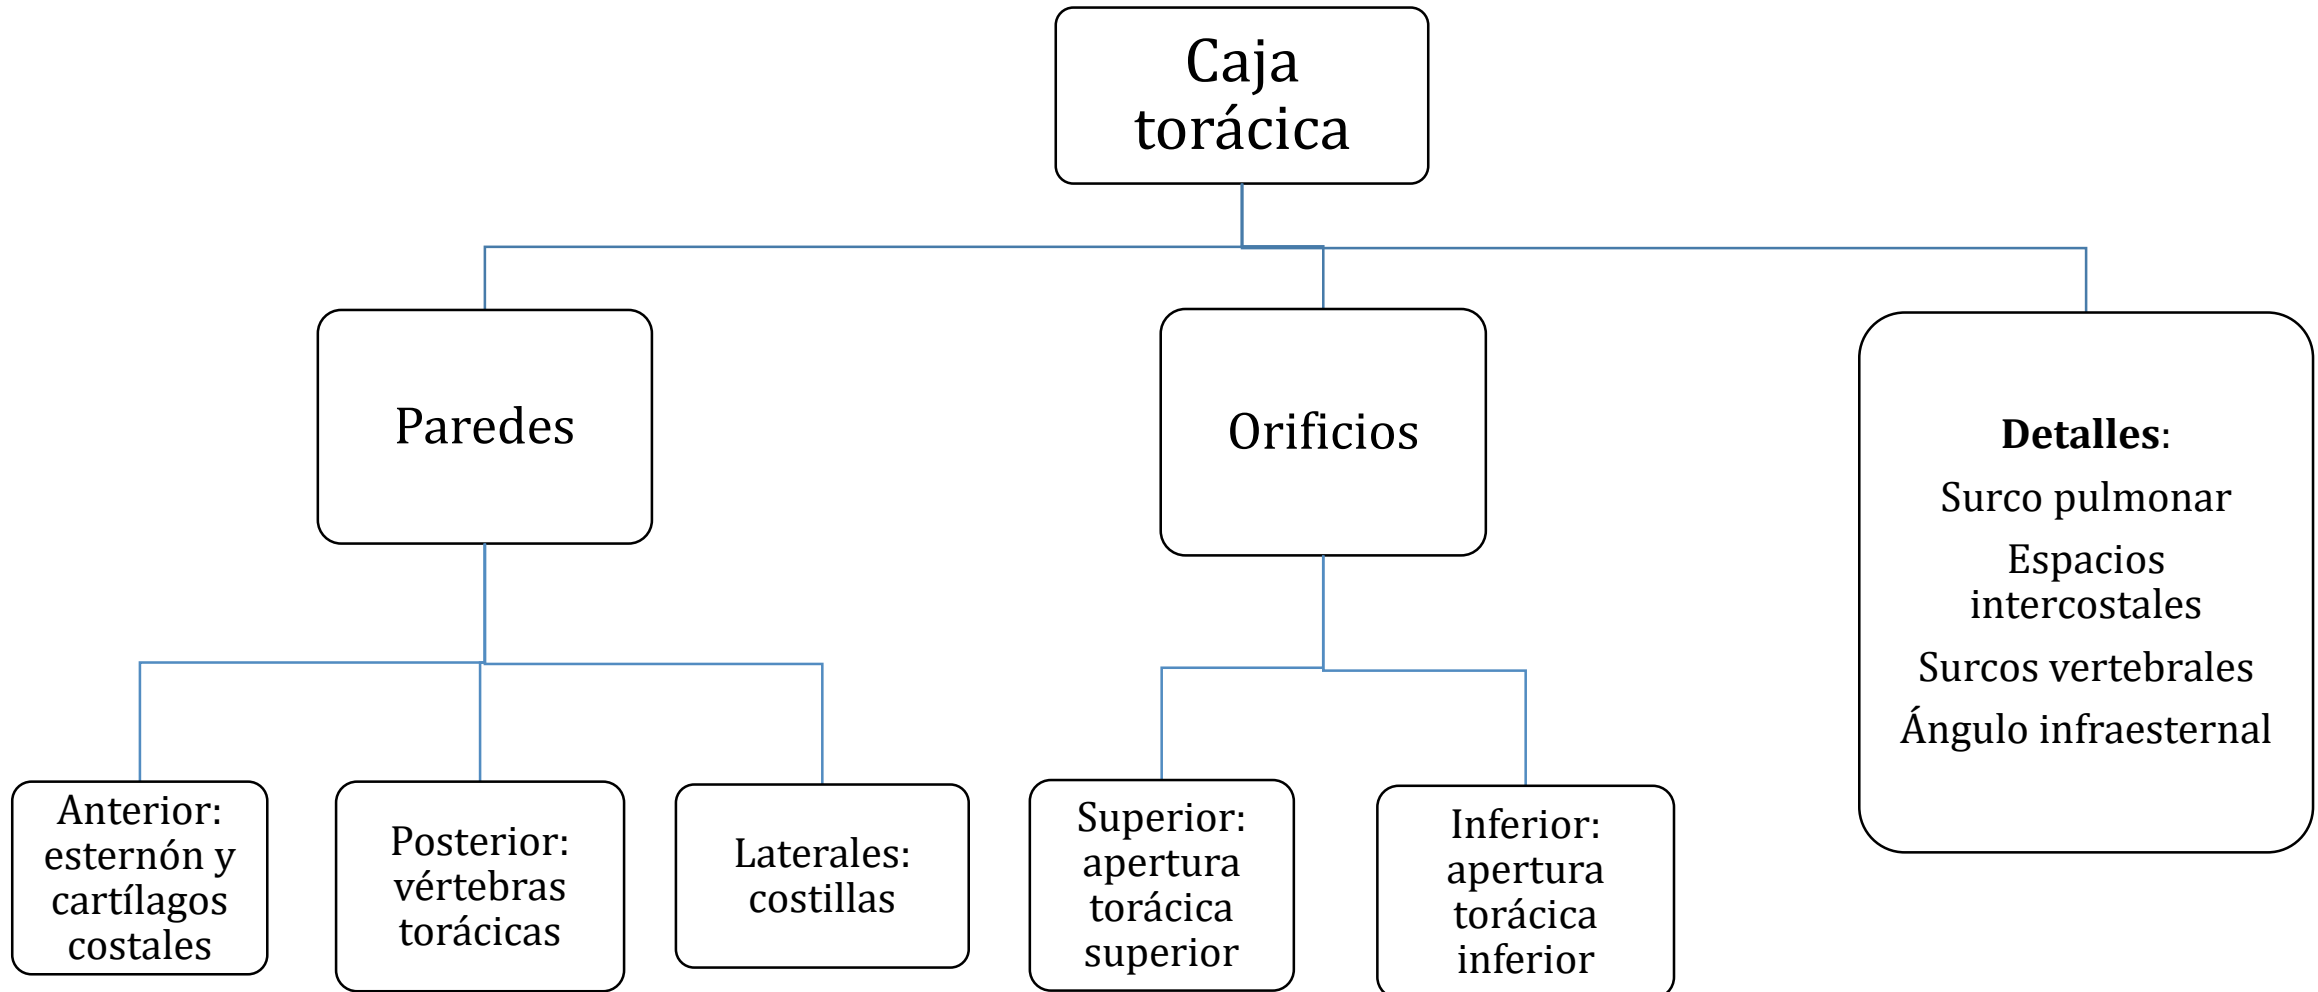 Caja
torácica
Paredes
Orificios
Detalles:
Surco pulmonar
Espacios
intercostales
Surcos vertebrales
Ángulo infraesternal
Anterior:
esternón y
cartílagos
costales
Posterior:
vértebras
torácicas
Laterales:
costillas
Superior:
apertura
torácica
superior
Inferior:
apertura
torácica
inferior